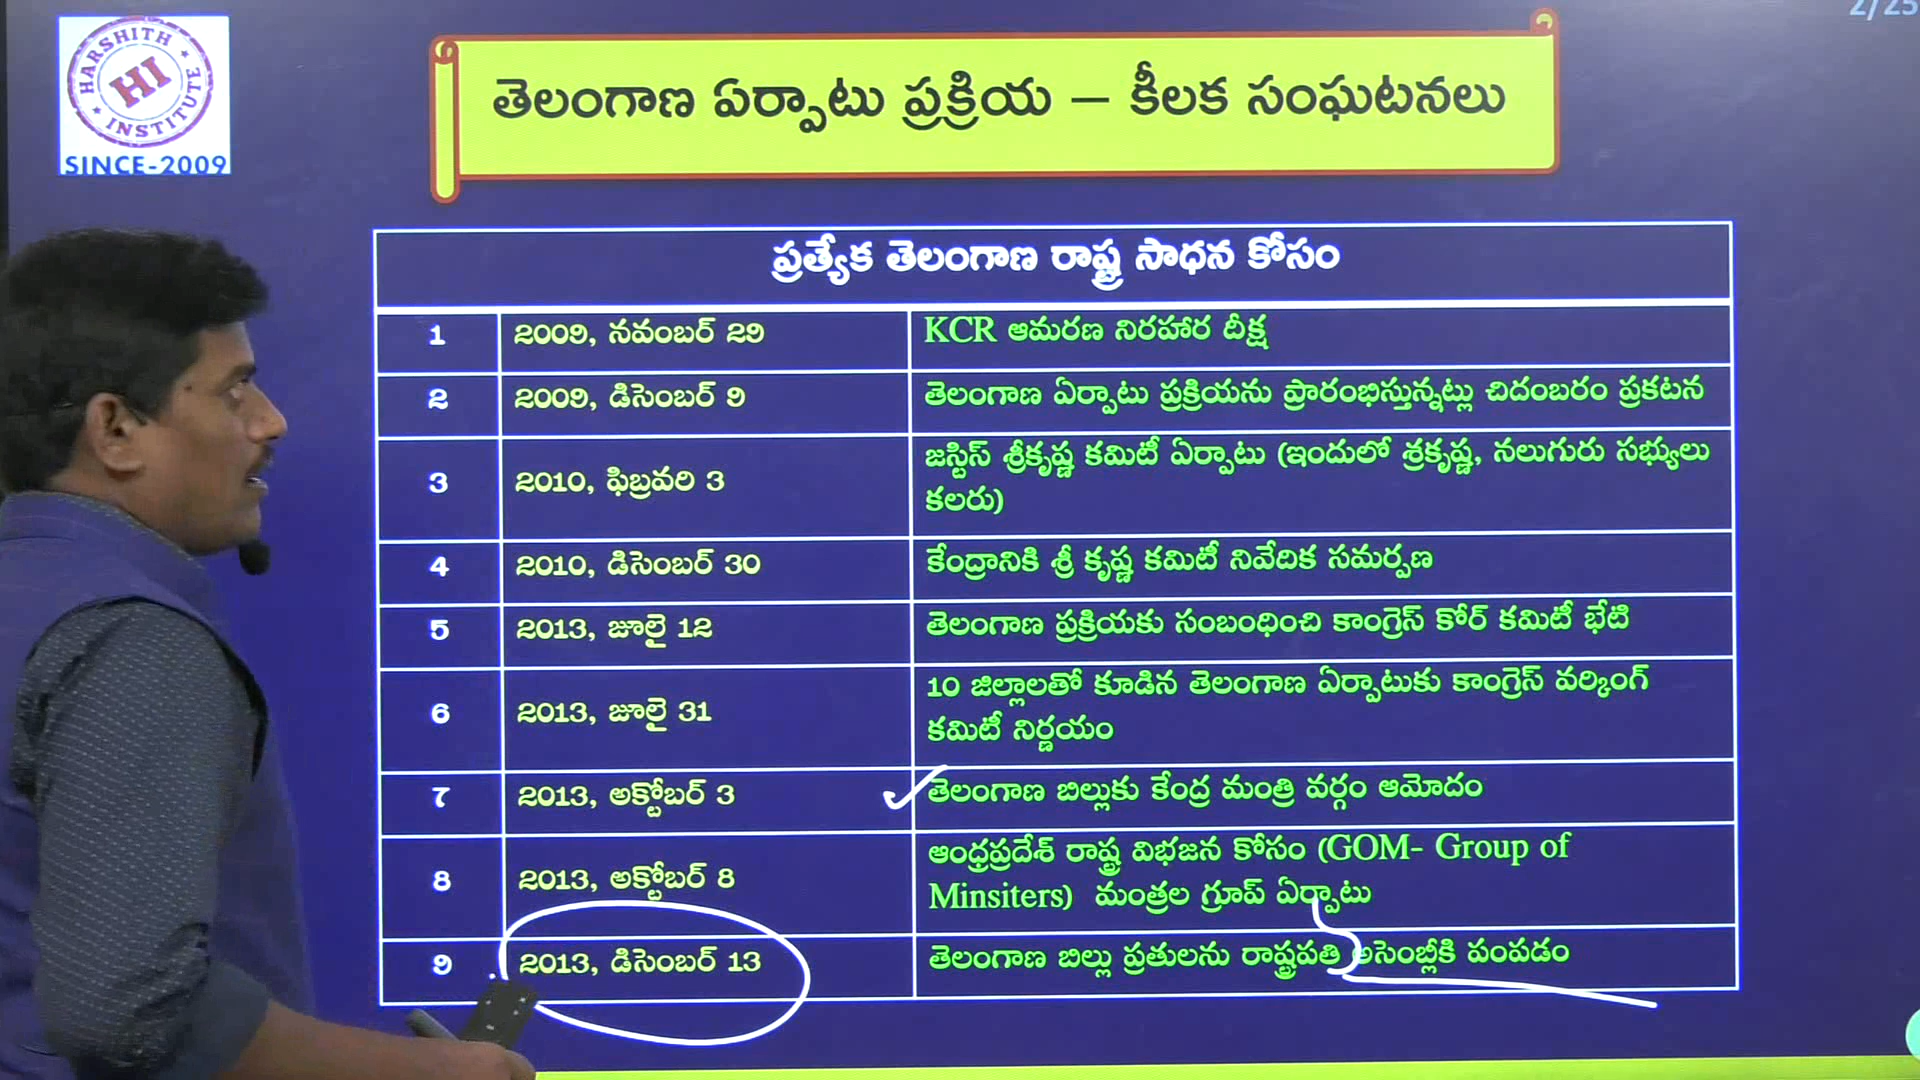 2/25
HARSHITH
HI
INSTITUTE
SINCE-2009
తెలంగాణ ఏర్పాటు ప్రక్రియ – కీలక సంఘటనలు
ప్రత్యేక తెలంగాణ రాష్ట్ర సాధన కోసం
1 2009, నవంబర్ 29 KCR ఆమరణ నిరహార దీక్ష
2 2009, డిసెంబర్ 9 తెలంగాణ ఏర్పాటు ప్రక్రియను ప్రారంభిస్తున్నట్లు చిదంబరం ప్రకటన
3 2010, ఫిబ్రవరి 3 జస్టిస్ శ్రీకృష్ణ కమిటీ ఏర్పాటు (ఇందులో శ్రకృష్ణ, నలుగురు సభ్యులు
కలరు)
4 2010, డిసెంబర్ 30 కేంద్రానికి శ్రీ కృష్ణ కమిటీ నివేదిక సమర్పణ
5 2013, జూలై 12 తెలంగాణ ప్రక్రియకు సంబంధించి కాంగ్రెస్ కోర్ కమిటీ భేటి
6 2013, జూలై 31 10 జిల్లాలతో కూడిన తెలంగాణ ఏర్పాటుకు కాంగ్రెస్ వర్కింగ్
కమిటీ నిర్ణయం
7 2013, అక్టోబర్ 3 తెలంగాణ బిల్లుకు కేంద్ర మంత్రి వర్గం ఆమోదం
8 2013, అక్టోబర్ 8 ఆంధ్రప్రదేశ్ రాష్ట్ర విభజన కోసం (GOM- Group of
Minsiters) మంత్రల గ్రూప్ ఏర్పాటు
9 2013, డిసెంబర్ 13 తెలంగాణ బిల్లు ప్రతులను రాష్ట్రపతి అసెంబ్లీకి పంపడం